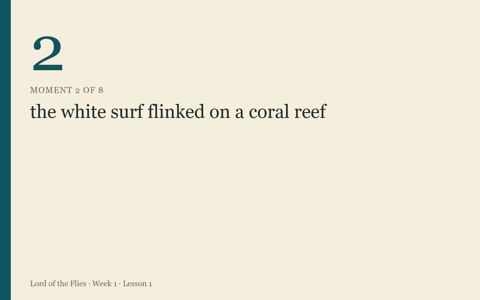 2
MOMENT 2 OF 8
the white surf flinked on a coral reef
Lord of the Flies · Week 1 · Lesson 1